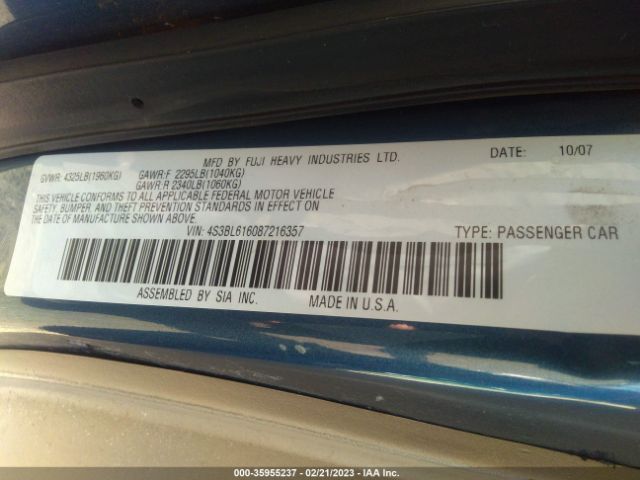 MFD BY FUJI HEAVY INDUSTRIES LTD.
DATE: 10/07
GVWR: 4325LB(1960KG)
GAWR:F 2295LB(1040KG)
GAWR:R 2340LB(1060KG)
THIS VEHICLE CONFORMS TO ALL APPLICABLE FEDERAL MOTOR VEHICLE
SAFETY, BUMPER, AND THEFT PREVENTION STANDARDS IN EFFECT ON
THE DATE OF MANUFACTURE SHOWN ABOVE.
VIN: 4S3BL616087216357
TYPE: PASSENGER CAR
ASSEMBLED BY SIA INC.
MADE IN U.S.A.
000-35955237 - 02/21/2023 - IAA Inc.